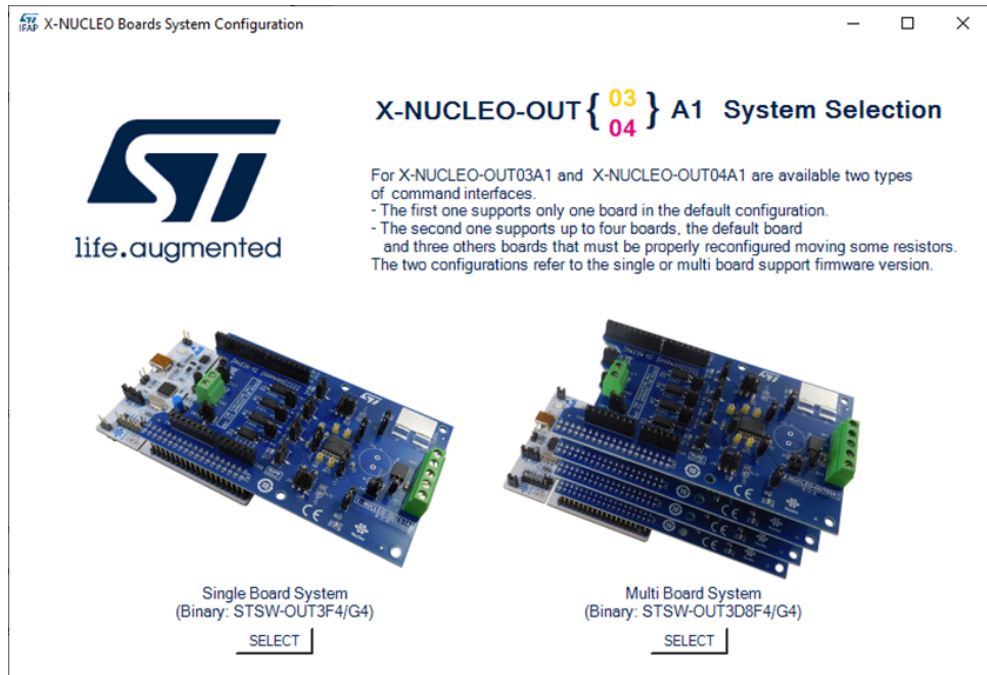 IFAP X-NUCLEO Boards System Configuration
X-NUCLEO-OUT { 03 04 } A1 System Selection
For X-NUCLEO-OUT03A1 and X-NUCLEO-OUT04A1 are available two types
of command interfaces.
- The first one supports only one board in the default configuration.
- The second one supports up to four boards, the default board
and three others boards that must be properly reconfigured moving some resistors.
The two configurations refer to the single or multi board support firmware version.
ST
life.augmented
Single Board System
(Binary: STSW-OUT3F4/G4)
SELECT
Multi Board System
(Binary: STSW-OUT3D8F4/G4)
SELECT